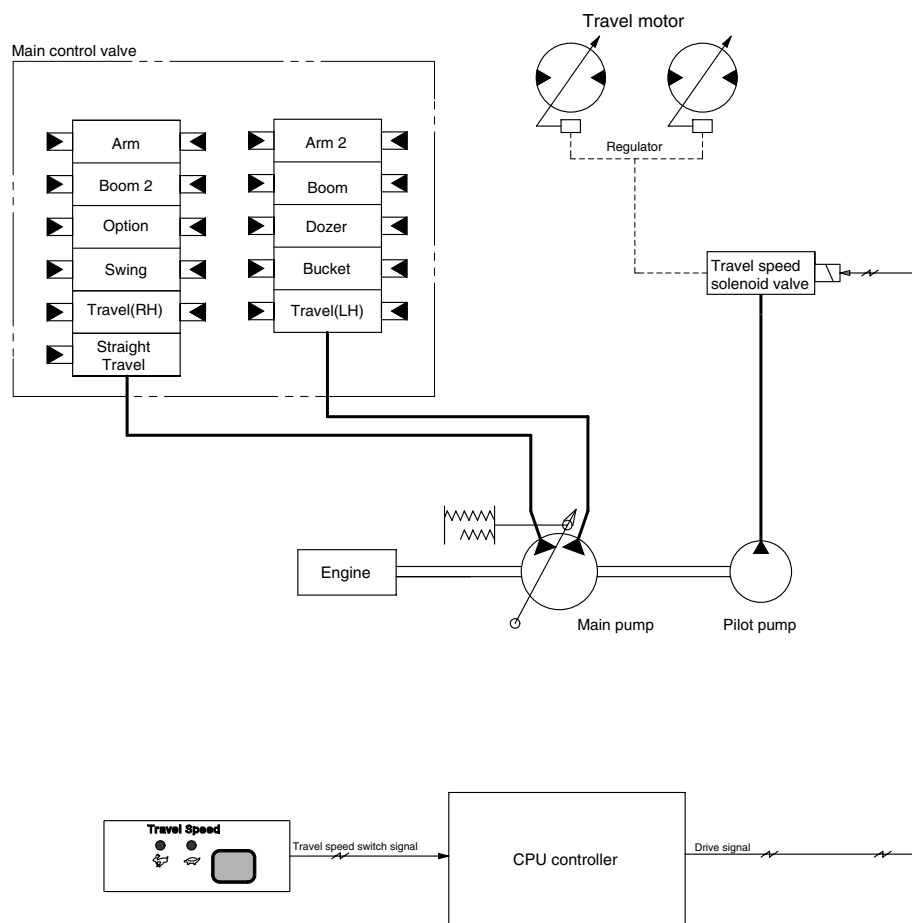 Travel motor
Main control valve
Arm
Arm 2
Regulator
Boom 2
Boom
Option
Dozer
Swing
Bucket
Travel speed
solenoid valve
Travel(RH)
Travel(LH)
Straight
Travel
Engine
Main pump
Pilot pump
Travel Speed
Travel speed switch signal
CPU controller
Drive signal